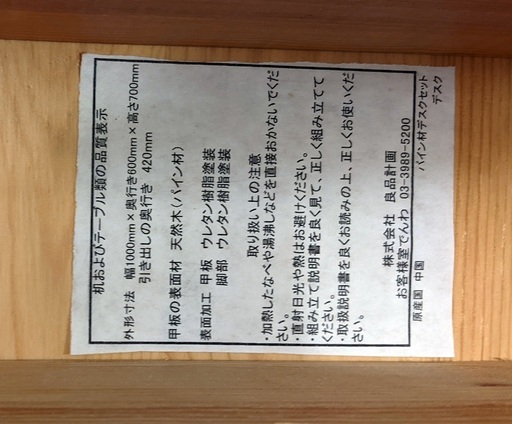 机およびテーブル類の品質表示
外形寸法 幅1000mm×奥行き600mm×高さ700mm
引き出しの奥行き 420mm
甲板の表面材 天然木(パイン材)
表面加工 甲板 ウレタン樹脂塗装
脚部 ウレタン樹脂塗装
取り扱い上の注意
・加熱したなべや湯沸しなどを直接おかないでくだ
さい。
・直射日光や熱はお避けください。
・組み立て説明書を良く見て、正しく組み立てて
ください。
・取扱説明書を良くお読みの上、正しくお使いくだ
さい。
株式会社 良品計画
お客様室でんわ 03-3989-5200
原産国 中国
パイン材デスクセット
デスク